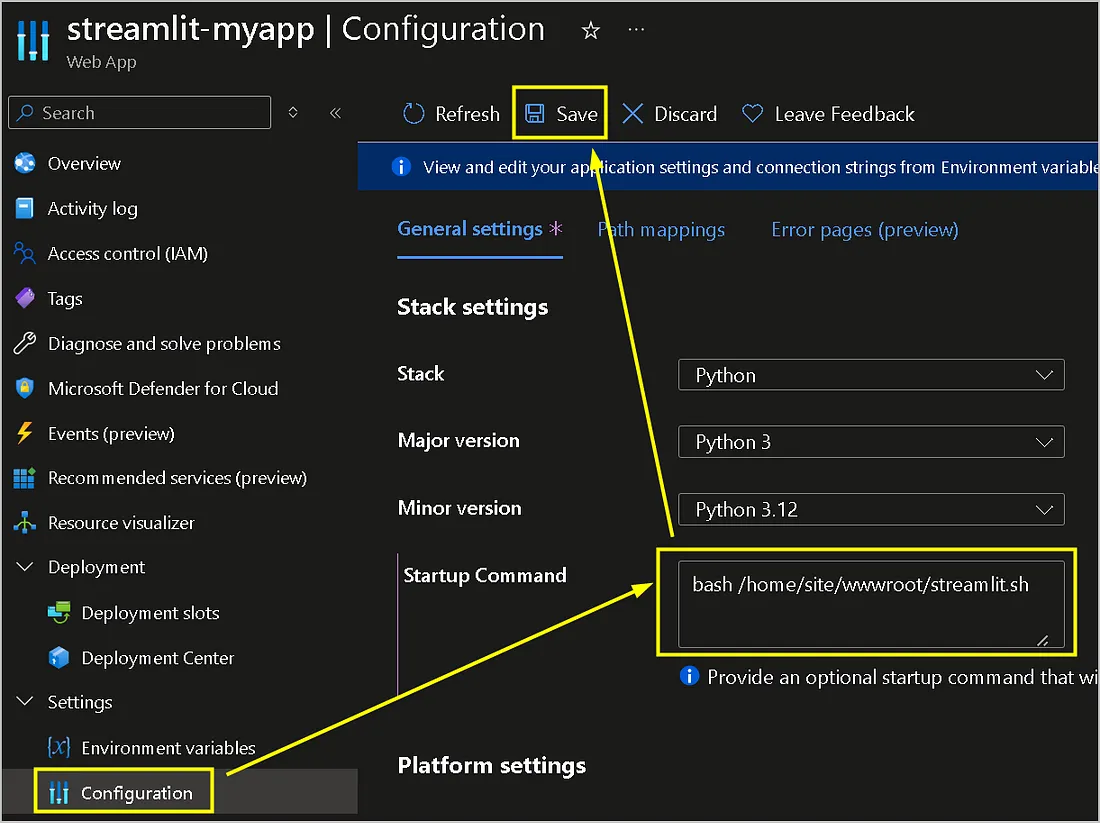 streamlit-myapp | Configuration
Web App
Search
Refresh
Save
Discard
Leave Feedback
Overview
Activity log
Access control (IAM)
Tags
Diagnose and solve problems
Microsoft Defender for Cloud
Events (preview)
Recommended services (preview)
Resource visualizer
Deployment
Deployment slots
Deployment Center
Settings
Environment variables
Configuration
View and edit your application settings and connection strings from Environment variable
General settings *
Path mappings
Error pages (preview)
Stack settings
Stack
Python
Major version
Python 3
Minor version
Python 3.12
Startup Command
bash /home/site/wwwroot/streamlit.sh
Provide an optional startup command that wi
Platform settings